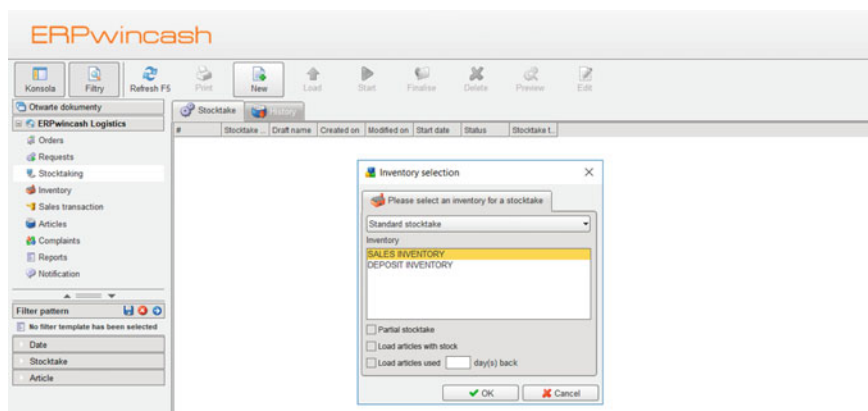 ERPwincash
Konsola Filtry Refresh F5 Print New Load Start Finalise Delete Preview Edit
Otwarte dokumenty
Stocktake History
ERPwincash Logistics
# Stocktake ... Draft name Created on Modified on Start date Status Stocktake t...
Orders
Requests
Stocktaking
Inventory
Sales transaction
Articles
Complaints
Reports
Notification
Filter pattern
No filter template has been selected
Date
Stocktake
Article
Inventory selection
Please select an inventory for a stocktake
Standard stocktake
Inventory
SALES INVENTORY
DEPOSIT INVENTORY
Partial stocktake
Load articles with stock
Load articles used day(s) back
OK Cancel